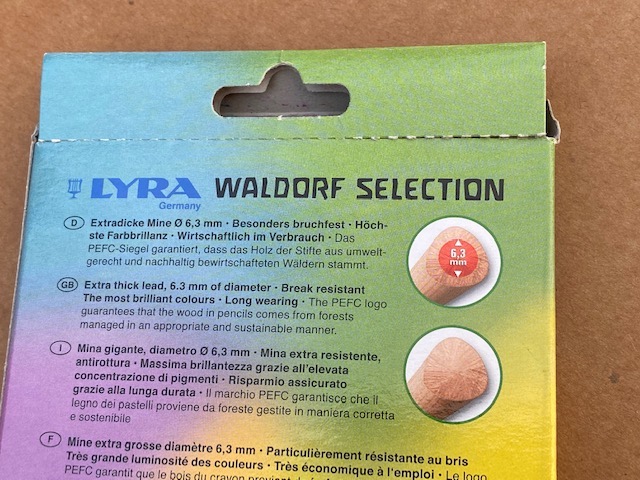 LYRA WALDORF SELECTION
Germany
D Extradicke Mine Ø 6,3 mm · Besonders bruchfest · Höch-
ste Farbbrillanz · Wirtschaftlich im Verbrauch · Das
PEFC-Siegel garantiert, dass das Holz der Stifte aus umwelt-
gerecht und nachhaltig bewirtschafteten Wäldern stammt.
6,3
mm
GB Extra thick lead, 6.3 mm of diameter · Break resistant
The most brilliant colours · Long wearing · The PEFC logo
guarantees that the wood in pencils comes from forests
managed in an appropriate and sustainable manner.
I Mina gigante, diametro Ø 6,3 mm · Mina extra resistente,
antirottura · Massima brillantezza grazie all'elevata
concentrazione di pigmenti · Risparmio assicurato
grazie alla lunga durata · Il marchio PEFC garantisce che il
legno dei pastelli proviene da foreste gestite in maniera corretta
e sostenibile
F Mine extra grosse diamètre 6,3 mm · Particulièrement résistante au bris
Très grande luminosité des couleurs · Très économique à l'emploi · Le logo
PEFC garantit que le bois du crayon